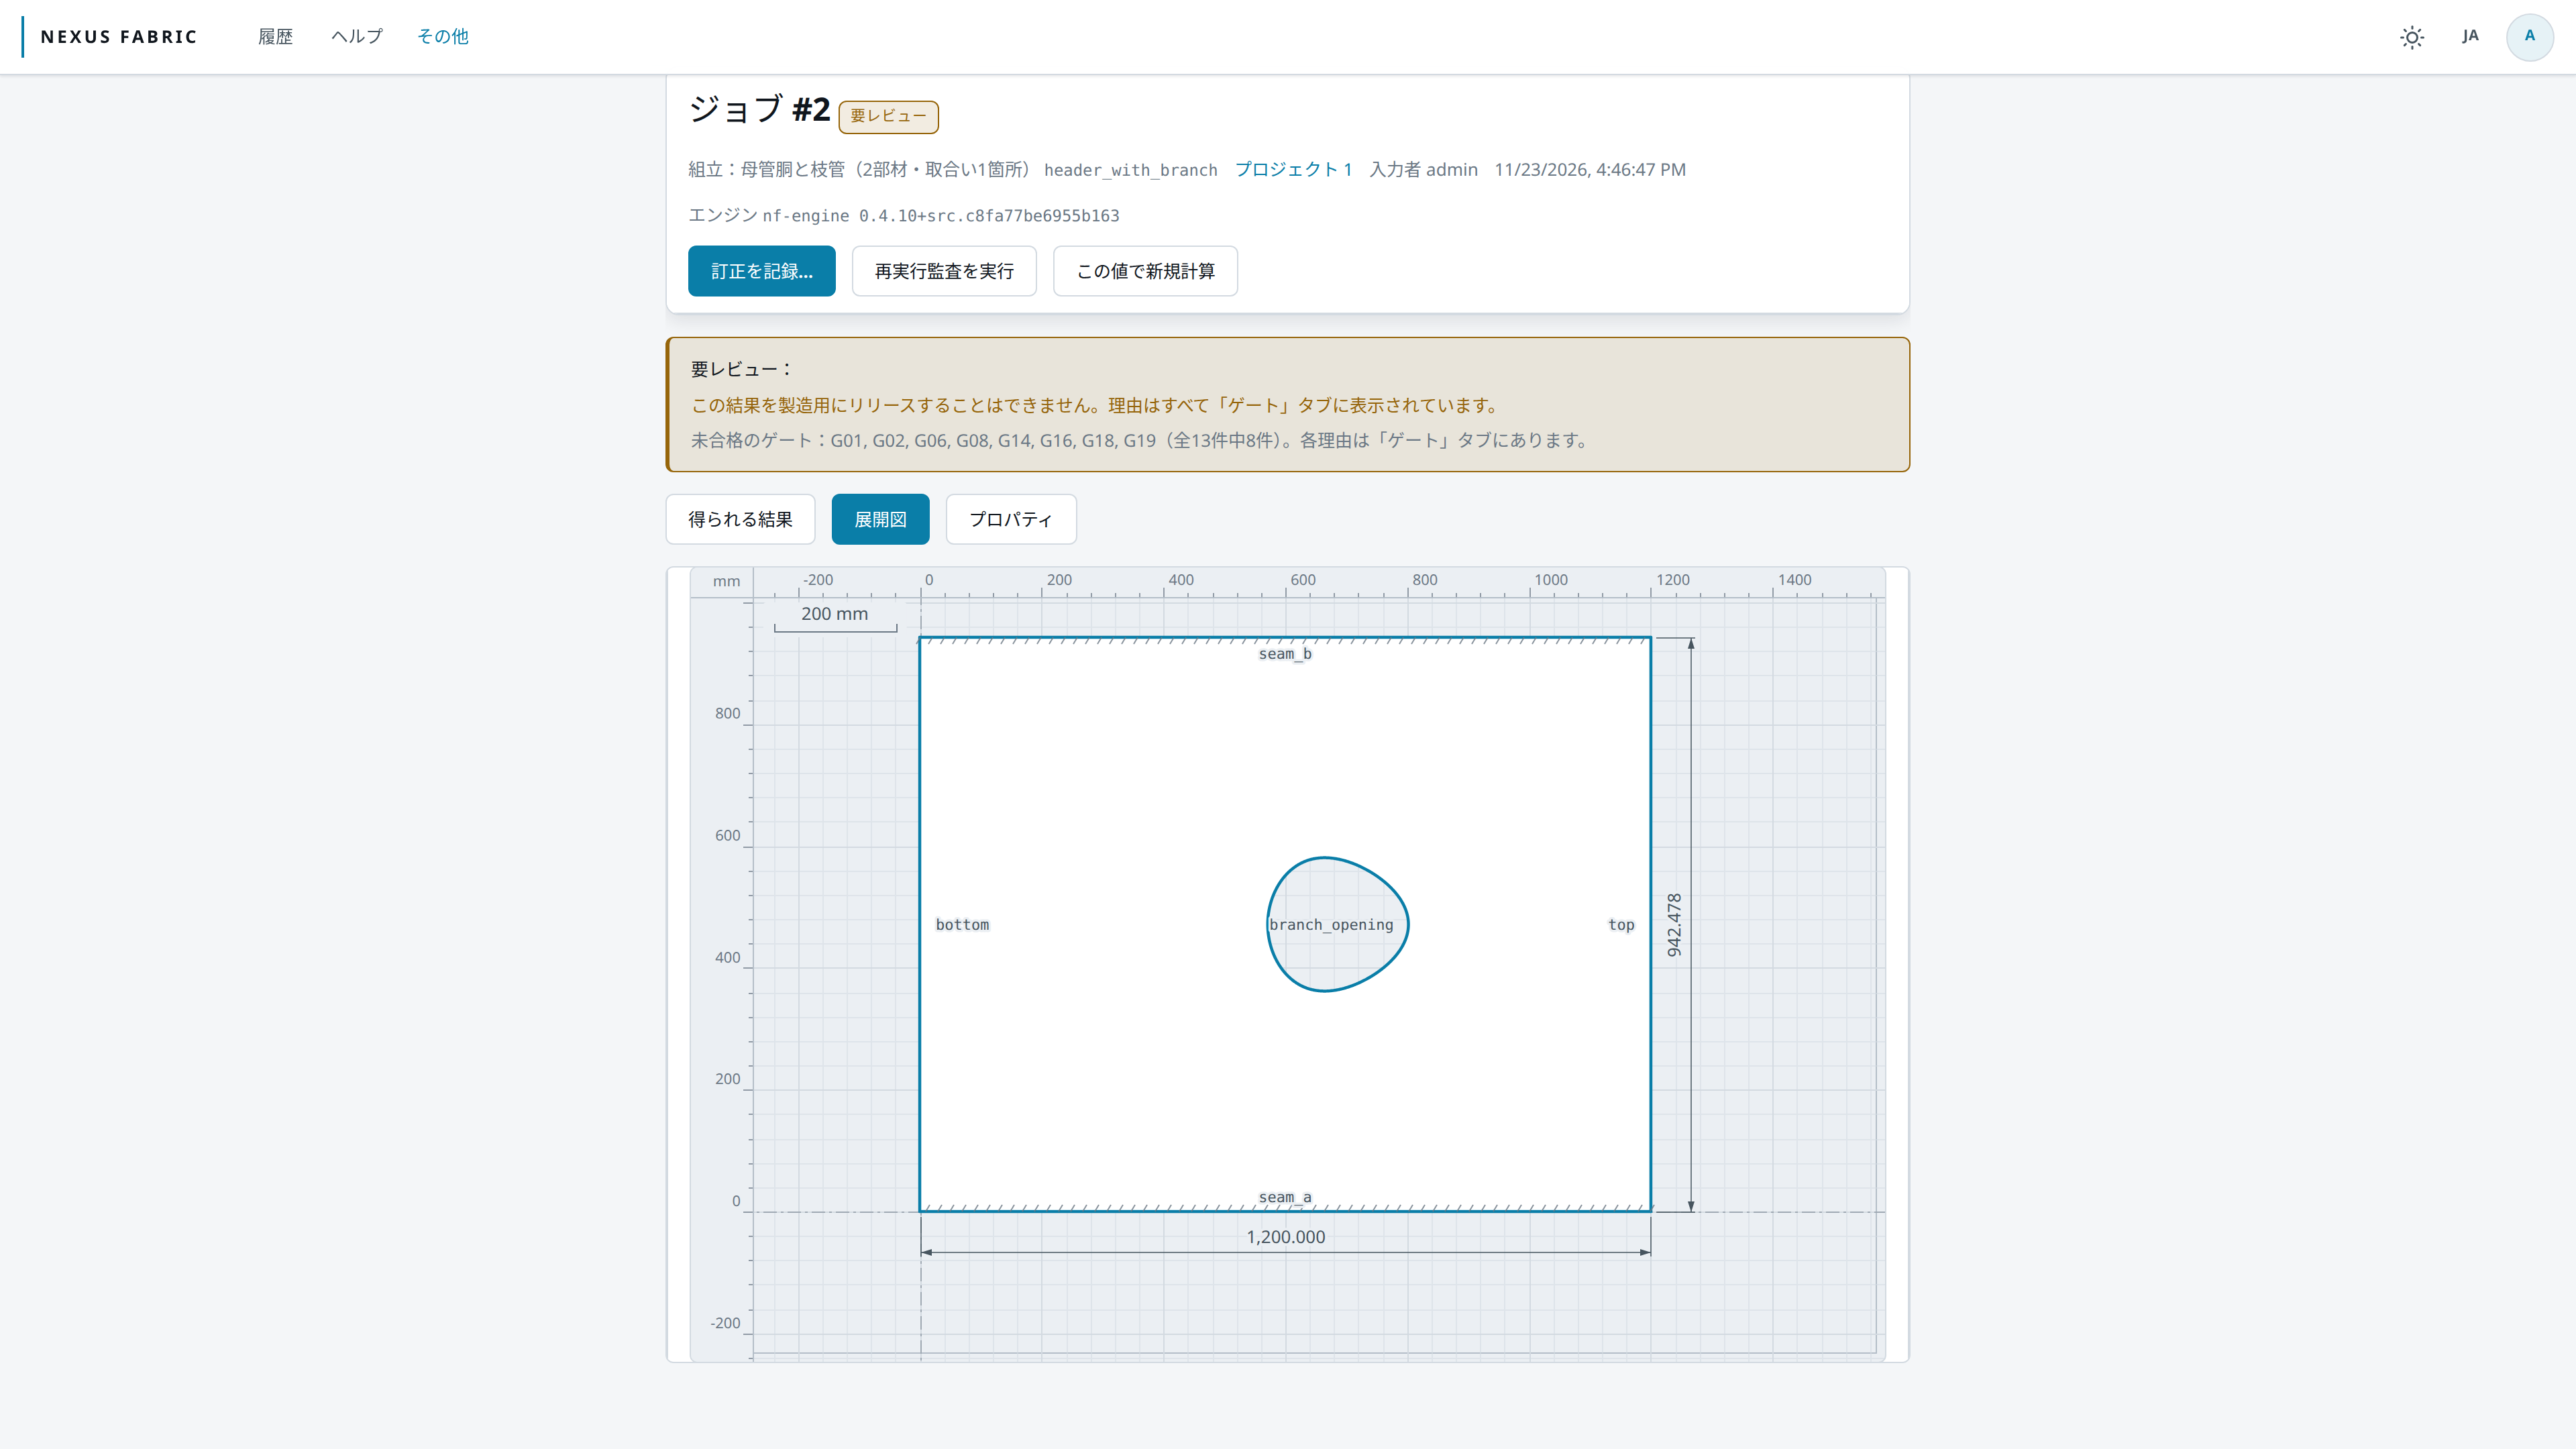 NEXUS FABRIC 履歴 ヘルプ その他 JA A
ジョブ #2 要レビュー
組立：母管胴と枝管（2部材・取合い1箇所） header_with_branch プロジェクト 1 入力者 admin 11/23/2026, 4:46:47 PM
エンジン nf-engine 0.4.10+src.c8fa77be6955b163
訂正を記録... 再実行監査を実行 この値で新規計算
要レビュー：
この結果を製造用にリリースすることはできません。理由はすべて「ゲート」タブに表示されています。
未合格のゲート：G01, G02, G06, G08, G14, G16, G18, G19（全13件中8件）。各理由は「ゲート」タブにあります。
得られる結果 展開図 プロパティ
mm -200 0 200 400 600 800 1000 1200 1400
200 mm
seam_b
800
600
bottom branch_opening top 942.478
400
200
seam_a
0
1,200.000
-200